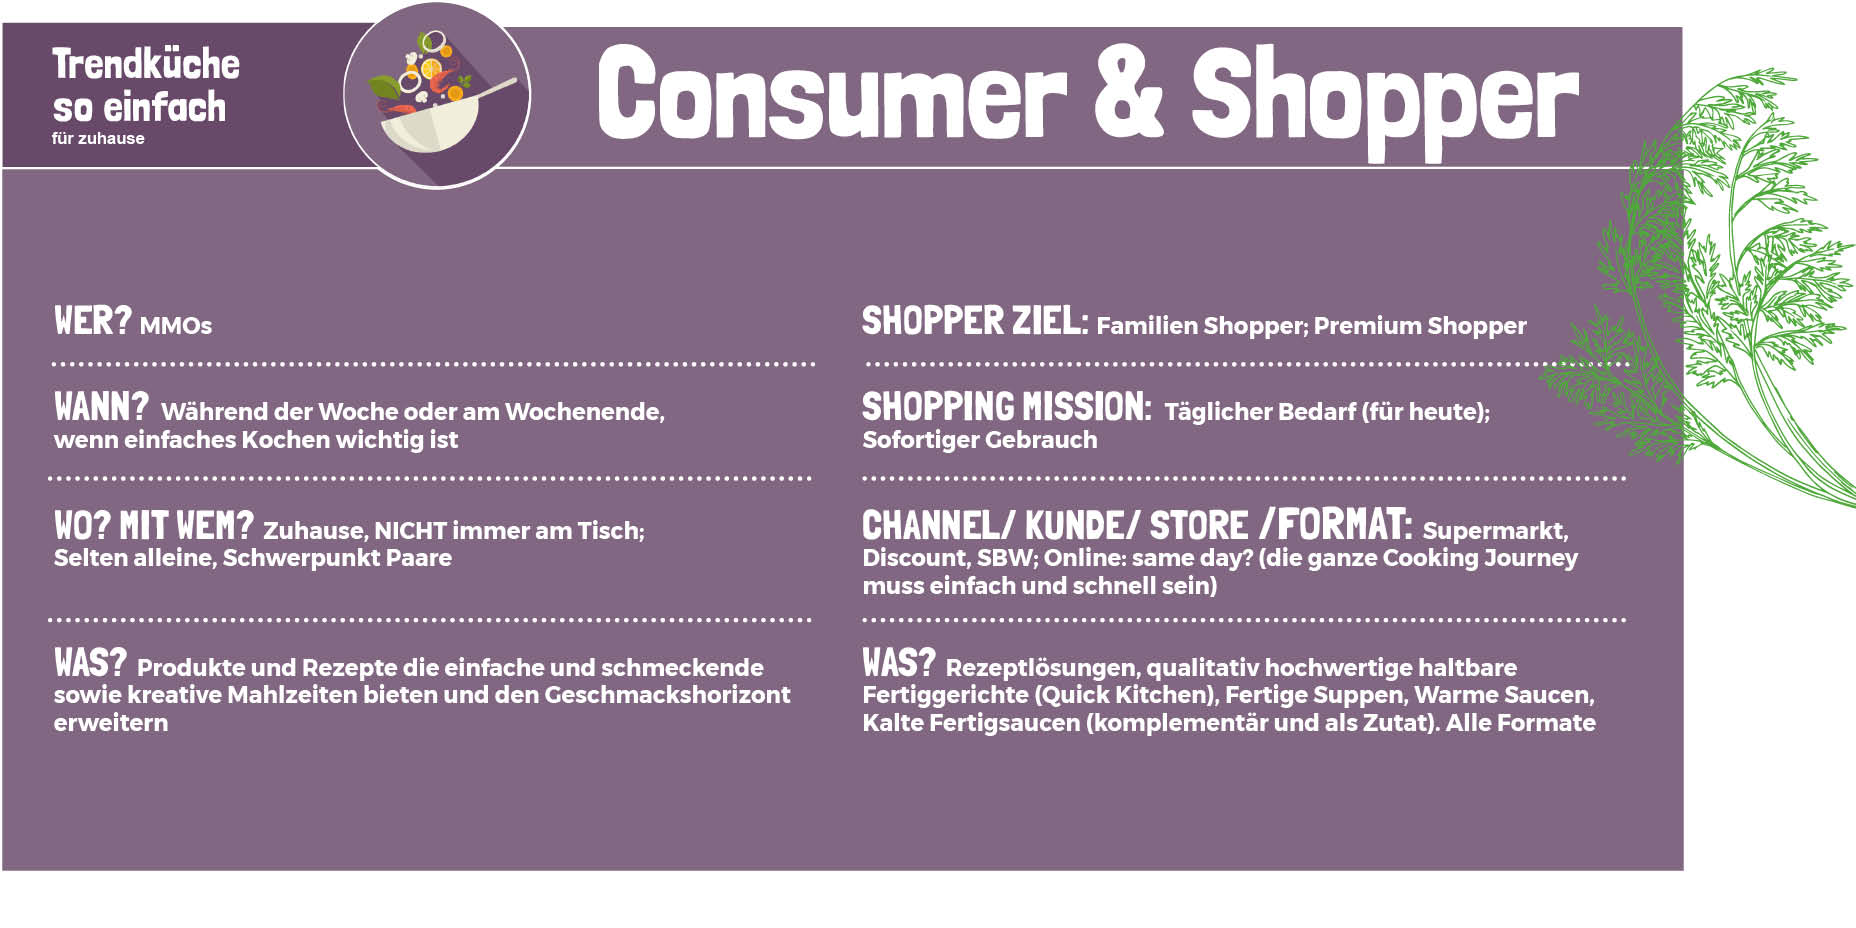 Trendküche
so einfach
für zuhause
Consumer & Shopper
WER? MMOs
WANN? Während der Woche oder am Wochenende,
wenn einfaches Kochen wichtig ist
WO? MIT WEM? Zuhause, NICHT immer am Tisch;
Selten alleine, Schwerpunkt Paare
WAS? Produkte und Rezepte die einfache und schmeckende
sowie kreative Mahlzeiten bieten und den Geschmackshorizont
erweitern
SHOPPER ZIEL: Familien Shopper; Premium Shopper
SHOPPING MISSION: Täglicher Bedarf (für heute);
Sofortiger Gebrauch
CHANNEL/ KUNDE/ STORE /FORMAT: Supermarkt,
Discount, SBW; Online: same day? (die ganze Cooking Journey
muss einfach und schnell sein)
WAS? Rezeptlösungen, qualitativ hochwertige haltbare
Fertiggerichte (Quick Kitchen), Fertige Suppen, Warme Saucen,
Kalte Fertigsaucen (komplementär und als Zutat). Alle Formate